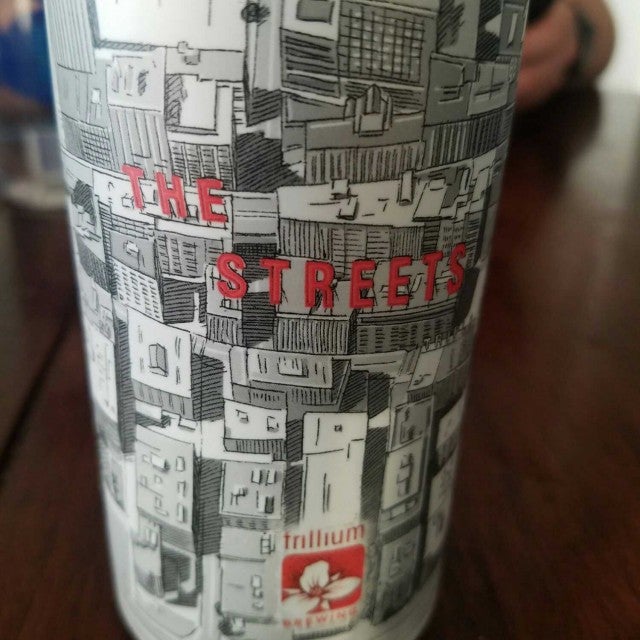 THE
STREETS
trillium
BREWING